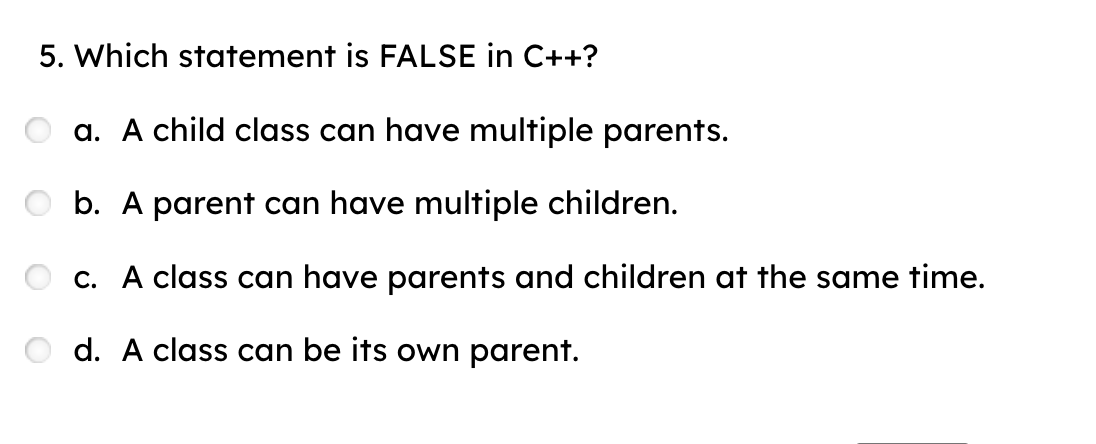 5. Which statement is FALSE in C++?
a. A child class can have multiple parents.
b. A parent can have multiple children.
c. A class can have parents and children at the same time.
d. A class can be its own parent.